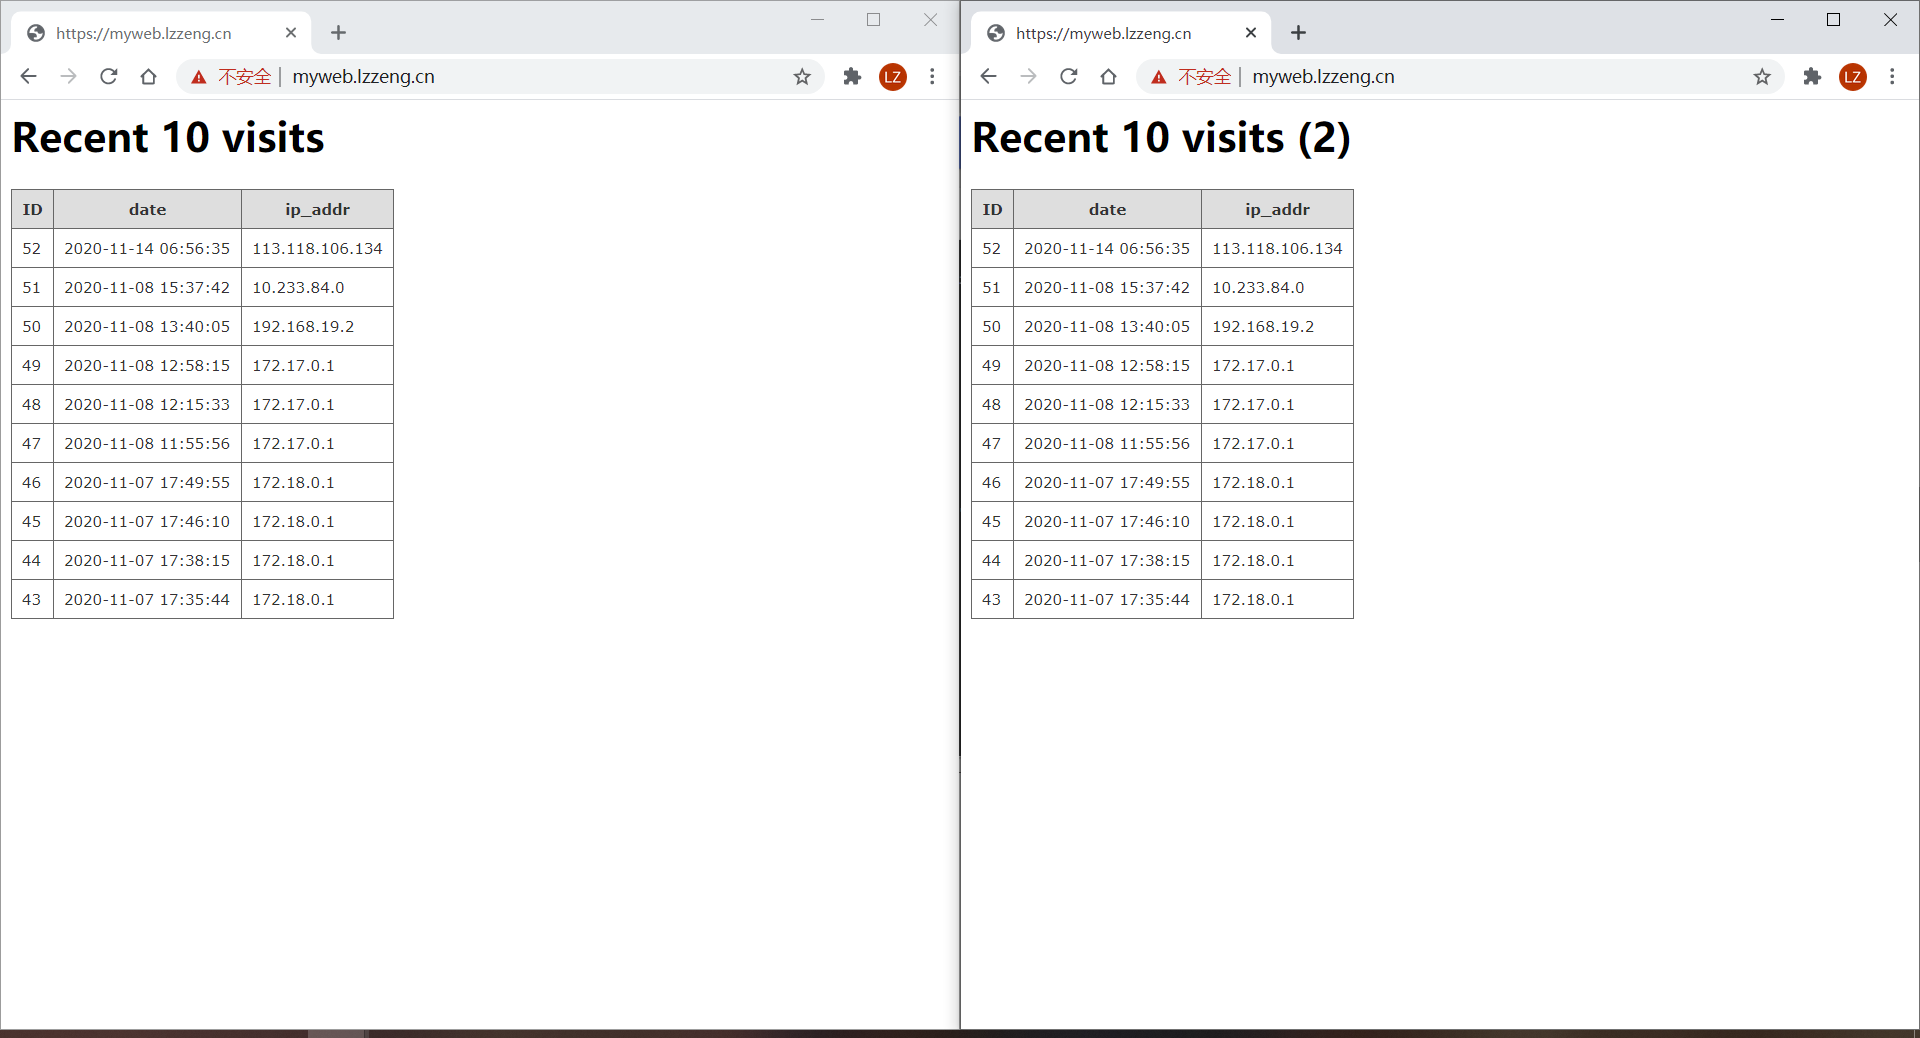 https://myweb.lzzeng.cn
不安全 | myweb.lzzeng.cn
LZ
Recent 10 visits
ID date ip_addr
52 2020-11-14 06:56:35 113.118.106.134
51 2020-11-08 15:37:42 10.233.84.0
50 2020-11-08 13:40:05 192.168.19.2
49 2020-11-08 12:58:15 172.17.0.1
48 2020-11-08 12:15:33 172.17.0.1
47 2020-11-08 11:55:56 172.17.0.1
46 2020-11-07 17:49:55 172.18.0.1
45 2020-11-07 17:46:10 172.18.0.1
44 2020-11-07 17:38:15 172.18.0.1
43 2020-11-07 17:35:44 172.18.0.1
https://myweb.lzzeng.cn
不安全 | myweb.lzzeng.cn
LZ
Recent 10 visits (2)
ID date ip_addr
52 2020-11-14 06:56:35 113.118.106.134
51 2020-11-08 15:37:42 10.233.84.0
50 2020-11-08 13:40:05 192.168.19.2
49 2020-11-08 12:58:15 172.17.0.1
48 2020-11-08 12:15:33 172.17.0.1
47 2020-11-08 11:55:56 172.17.0.1
46 2020-11-07 17:49:55 172.18.0.1
45 2020-11-07 17:46:10 172.18.0.1
44 2020-11-07 17:38:15 172.18.0.1
43 2020-11-07 17:35:44 172.18.0.1